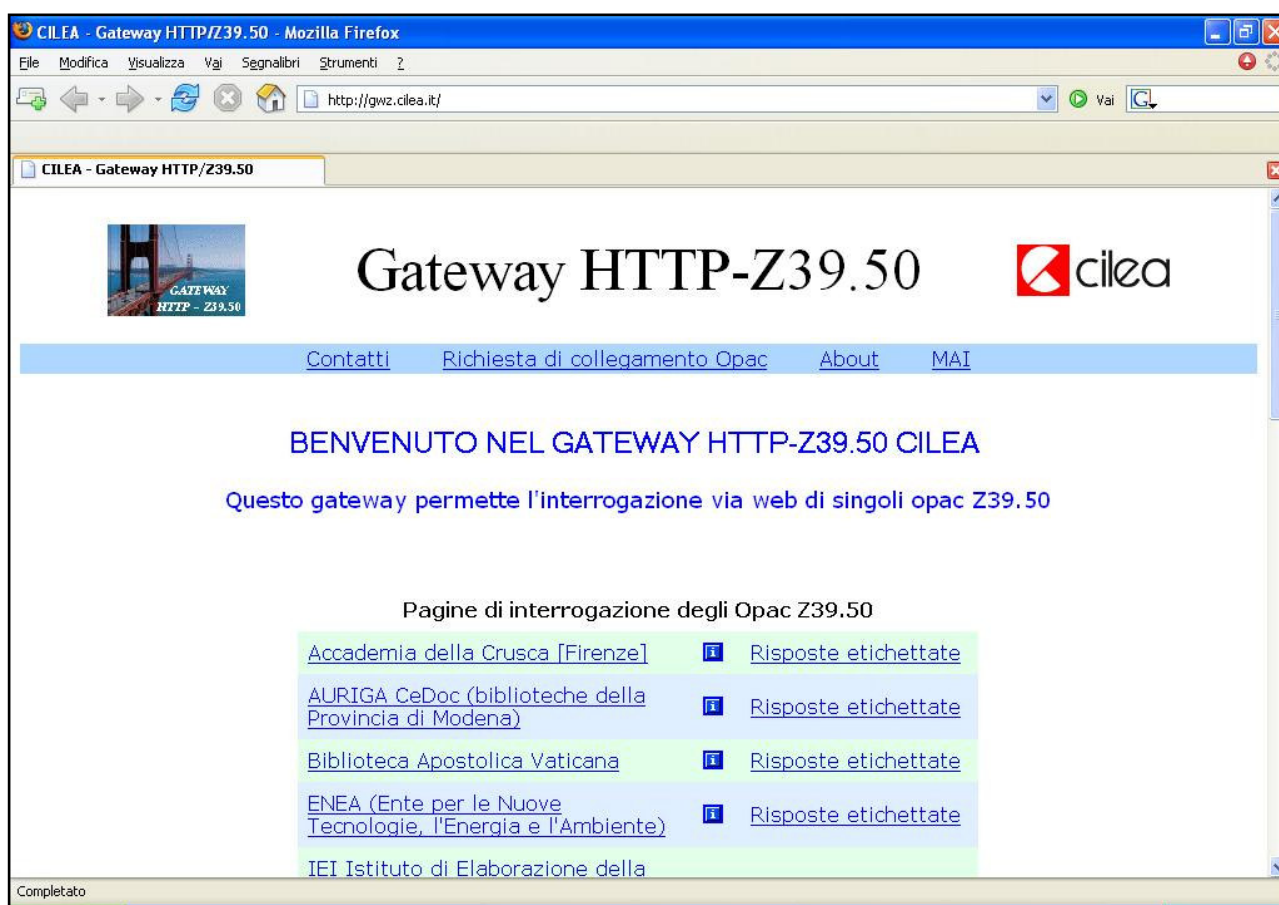 CILEA - Gateway HTTP/Z39.50 - Mozilla Firefox
File Modifica Visualizza Vai Segnalibri Strumenti ?
http://gwz.cilea.it/
Vai
G
CILEA - Gateway HTTP/Z39.50
GATEWAY
HTTP - Z39.50
Gateway HTTP-Z39.50
cilea
Contatti Richiesta di collegamento Opac About MAI
BENVENUTO NEL GATEWAY HTTP-Z39.50 CILEA
Questo gateway permette l'interrogazione via web di singoli opac Z39.50
Pagine di interrogazione degli Opac Z39.50
Accademia della Crusca [Firenze] i Risposte etichettate
AURIGA CeDoc (biblioteche della
Provincia di Modena) i Risposte etichettate
Biblioteca Apostolica Vaticana i Risposte etichettate
ENEA (Ente per le Nuove
Tecnologie, l'Energia e l'Ambiente) i Risposte etichettate
IEI Istituto di Elaborazione della
Completato